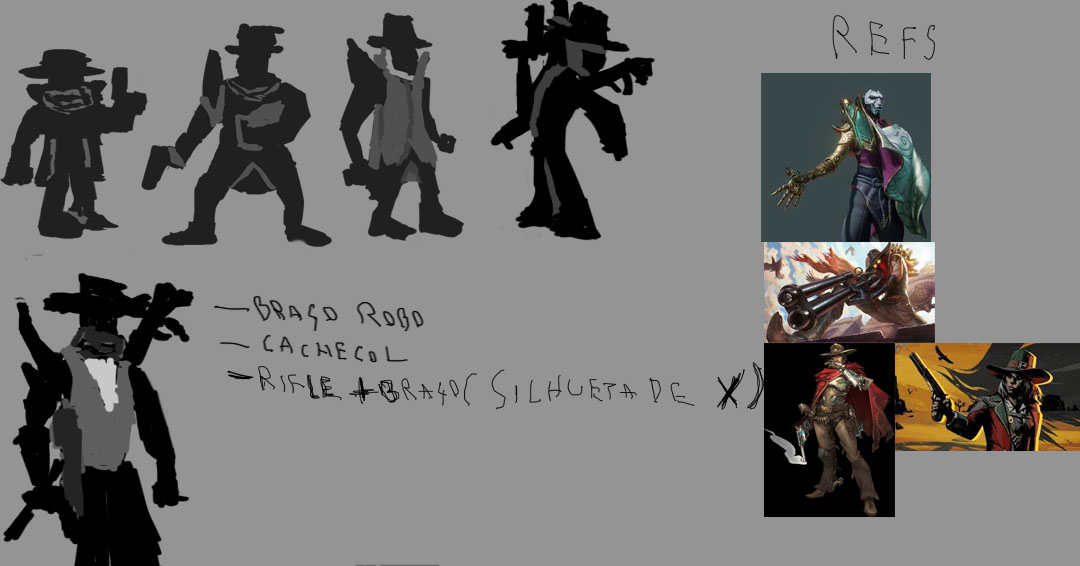 REFS
- BRAÇO ROBO
- CACHECOL
- RIFLE + BRAÇO (SILHUETA DE X)